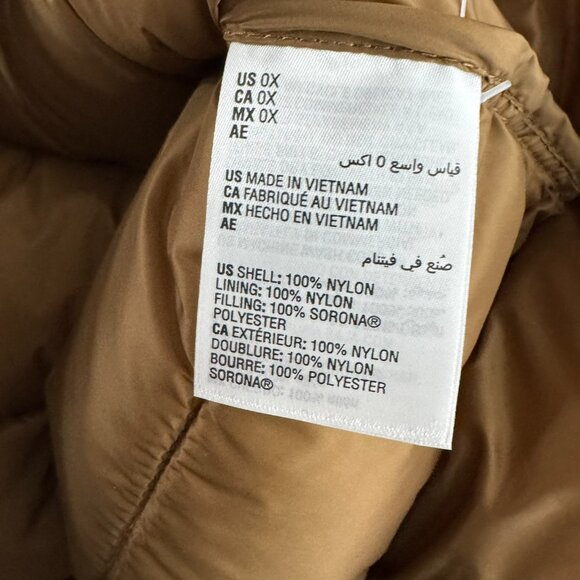 US 0X
CA 0X
MX 0X
AE
قياس واسع 0 اكس
US MADE IN VIETNAM
CA FABRIQUÉ AU VIETNAM
MX HECHO EN VIETNAM
AE
صُنع في فيتنام
US SHELL: 100% NYLON
LINING: 100% NYLON
FILLING: 100% SORONA®
POLYESTER
CA EXTÉRIEUR: 100% NYLON
DOUBLURE: 100% NYLON
BOURRE: 100% POLYESTER
SORONA®